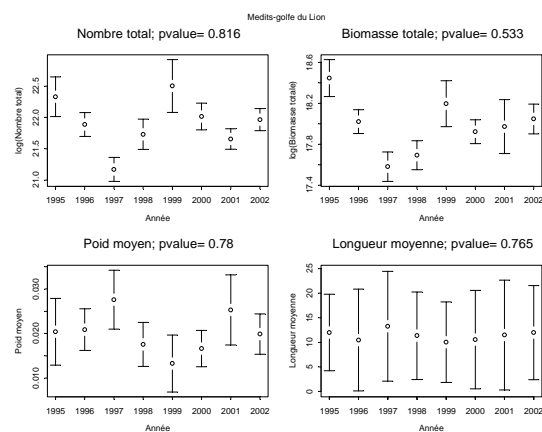 Medits-golfe du Lion
Nombre total; pvalue= 0.816
log(Nombre total)
22.5
22.0
21.5
21.0
1995 1996 1997 1998 1999 2000 2001 2002
Année
Biomasse totale; pvalue= 0.533
log(Biomasse totale)
18.6
18.2
17.8
17.4
1995 1996 1997 1998 1999 2000 2001 2002
Année
Poid moyen; pvalue= 0.78
Poid moyen
0.030
0.020
0.010
1995 1996 1997 1998 1999 2000 2001 2002
Année
Longueur moyenne; pvalue= 0.765
Longueur moyenne
25
20
15
10
5
0
1995 1996 1997 1998 1999 2000 2001 2002
Année